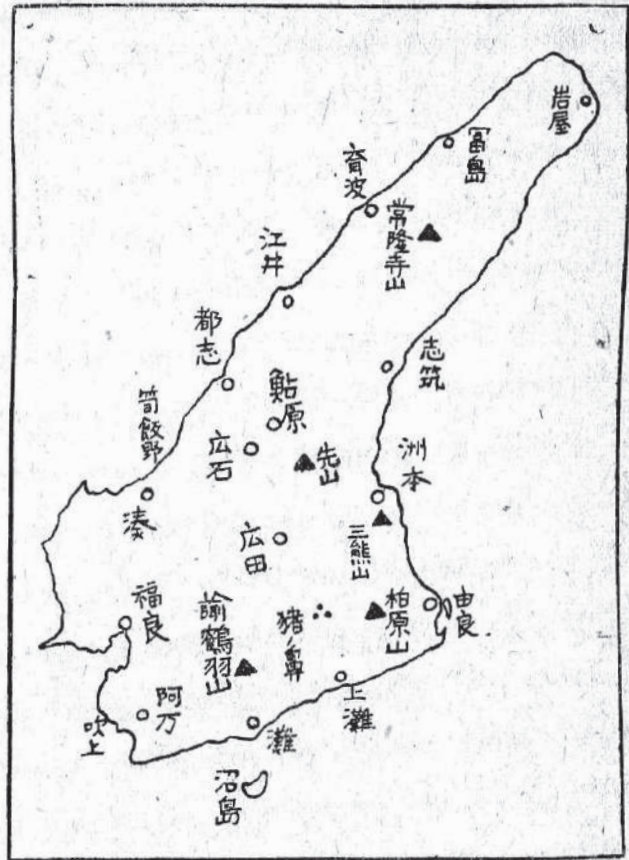 岩屋
富島
育波
常隆寺山
江井
都志
志筑
鮎原
笥飯野
広石
先山
洲本
湊
広田
三熊山
福良
諭鶴羽山
猪ノ鼻
柏原山
由良
阿万
吹上
灘
上灘
沼島